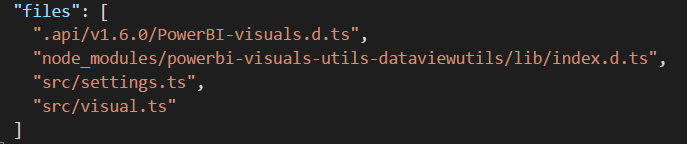 "files": [
".api/v1.6.0/PowerBI-visuals.d.ts",
"node_modules/powerbi-visuals-utils-dataviewutils/lib/index.d.ts",
"src/settings.ts",
"src/visual.ts"
]